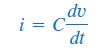 i = C dv/dt